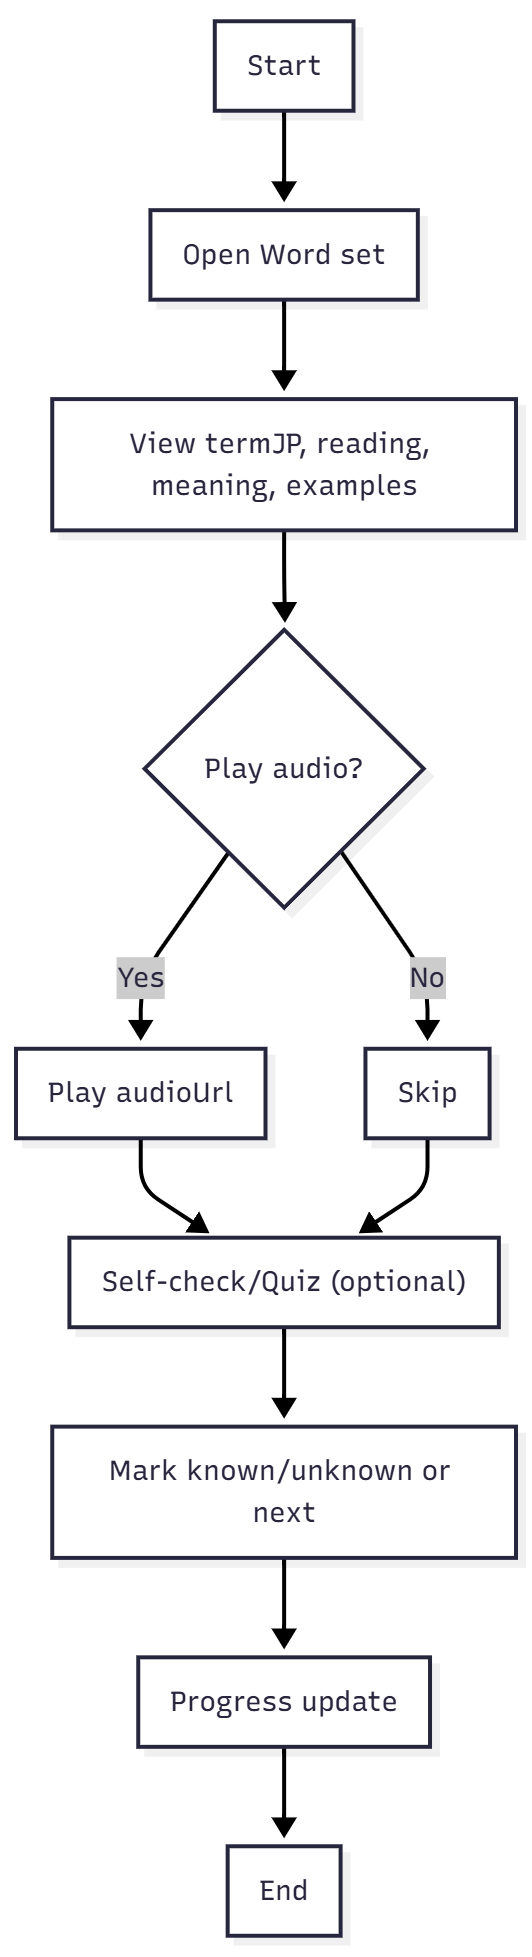 Start
Open Word set
View termJP, reading,
meaning, examples
Play audio?
Yes
No
Play audioUrl
Skip
Self-check/Quiz (optional)
Mark known/unknown or
next
Progress update
End